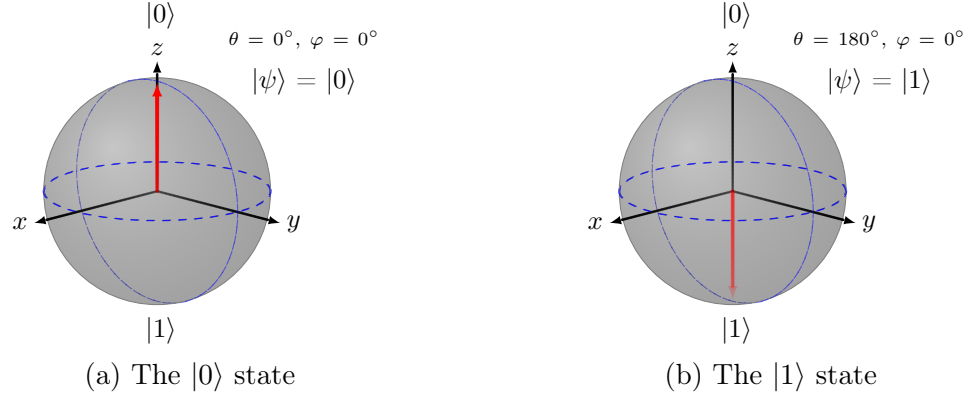 |0⟩
θ = 0°, φ = 0°
z
|ψ⟩ = |0⟩
x
y
|1⟩
(a) The |0⟩ state
|0⟩
θ = 180°, φ = 0°
z
|ψ⟩ = |1⟩
x
y
|1⟩
(b) The |1⟩ state